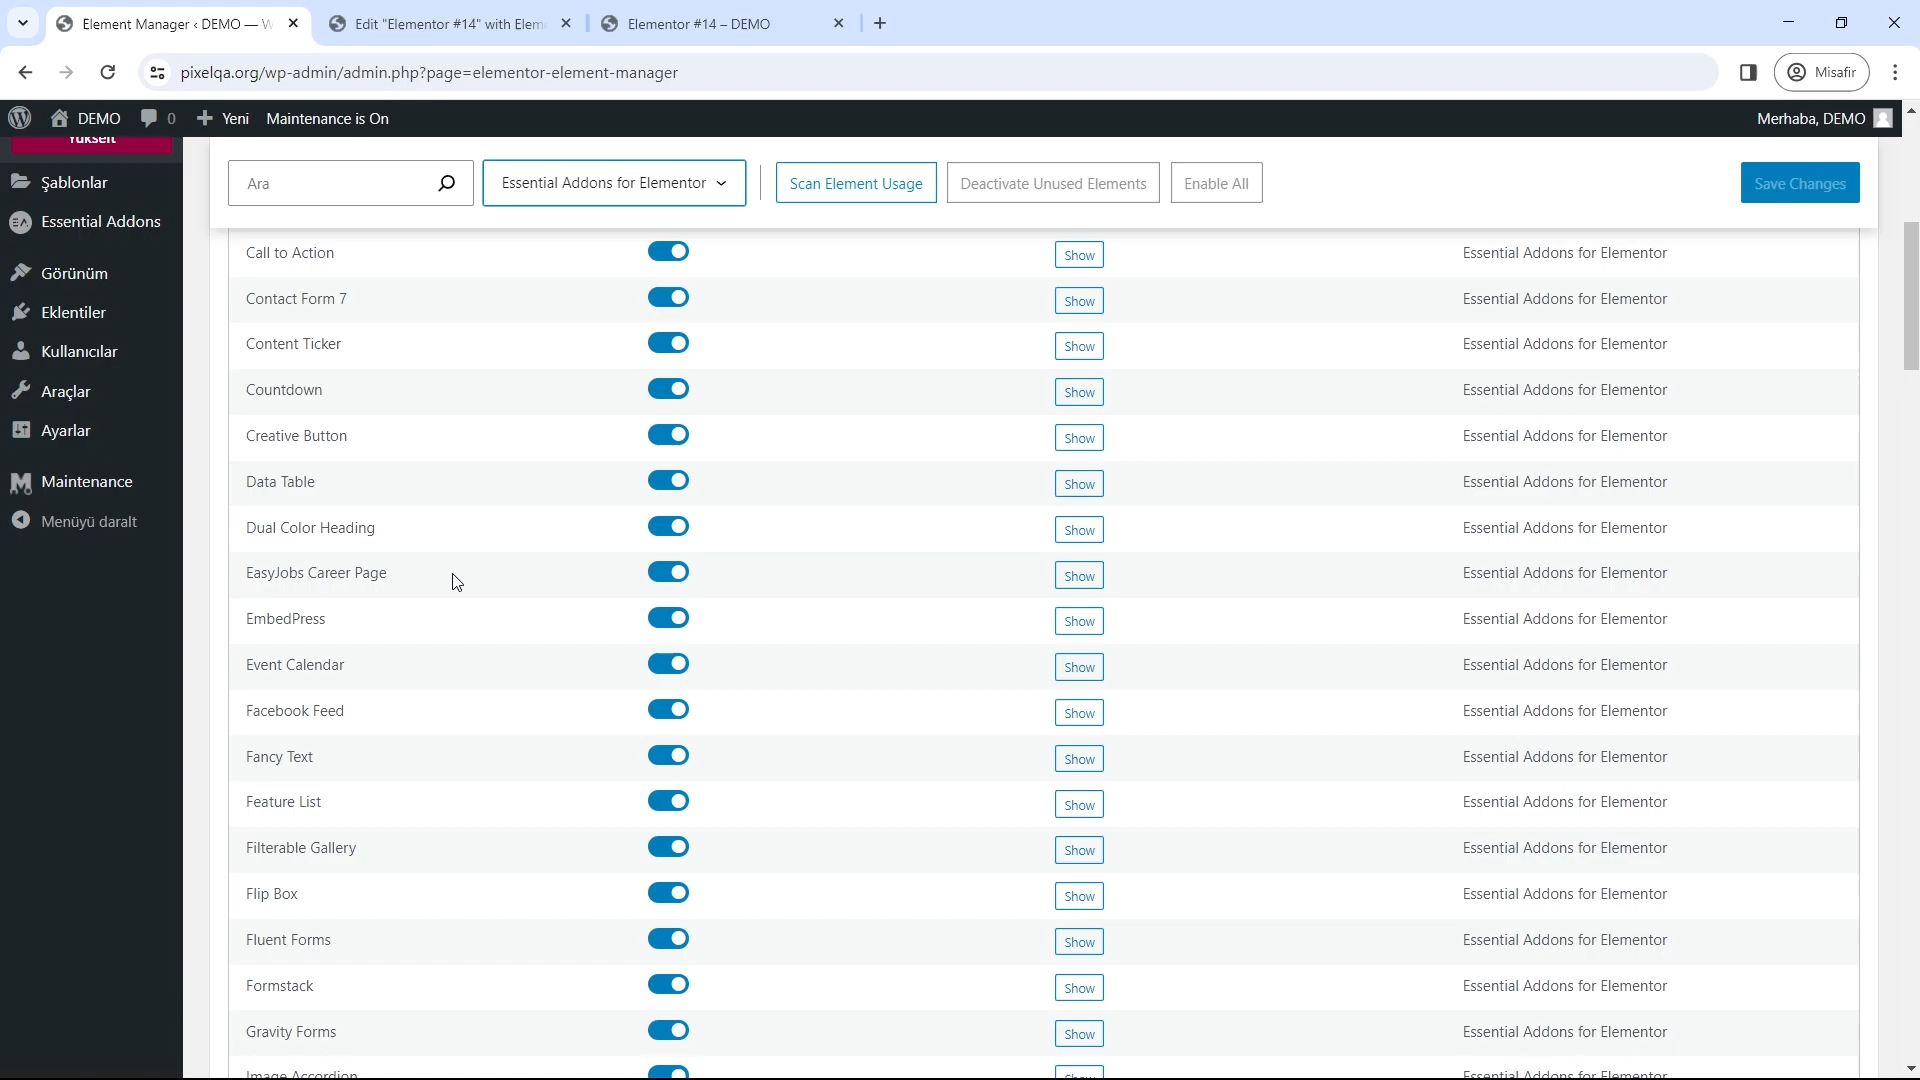 Element Manager ‹ DEMO — W
Edit "Elementor #14" with Elem
Elementor #14 – DEMO
pixelqa.org/wp-admin/admin.php?page=elementor-element-manager
Misafir
DEMO
0
Yeni
Maintenance is On
Merhaba, DEMO
Yükselt
Şablonlar
Essential Addons
Görünüm
Eklentiler
Kullanıcılar
Araçlar
Ayarlar
Maintenance
Menüyü daralt
Ara
Essential Addons for Elementor
Scan Element Usage
Deactivate Unused Elements
Enable All
Save Changes
Call to Action Show Essential Addons for Elementor
Contact Form 7 Show Essential Addons for Elementor
Content Ticker Show Essential Addons for Elementor
Countdown Show Essential Addons for Elementor
Creative Button Show Essential Addons for Elementor
Data Table Show Essential Addons for Elementor
Dual Color Heading Show Essential Addons for Elementor
EasyJobs Career Page Show Essential Addons for Elementor
EmbedPress Show Essential Addons for Elementor
Event Calendar Show Essential Addons for Elementor
Facebook Feed Show Essential Addons for Elementor
Fancy Text Show Essential Addons for Elementor
Feature List Show Essential Addons for Elementor
Filterable Gallery Show Essential Addons for Elementor
Flip Box Show Essential Addons for Elementor
Fluent Forms Show Essential Addons for Elementor
Formstack Show Essential Addons for Elementor
Gravity Forms Show Essential Addons for Elementor
Image Accordion Show Essential Addons for Elementor